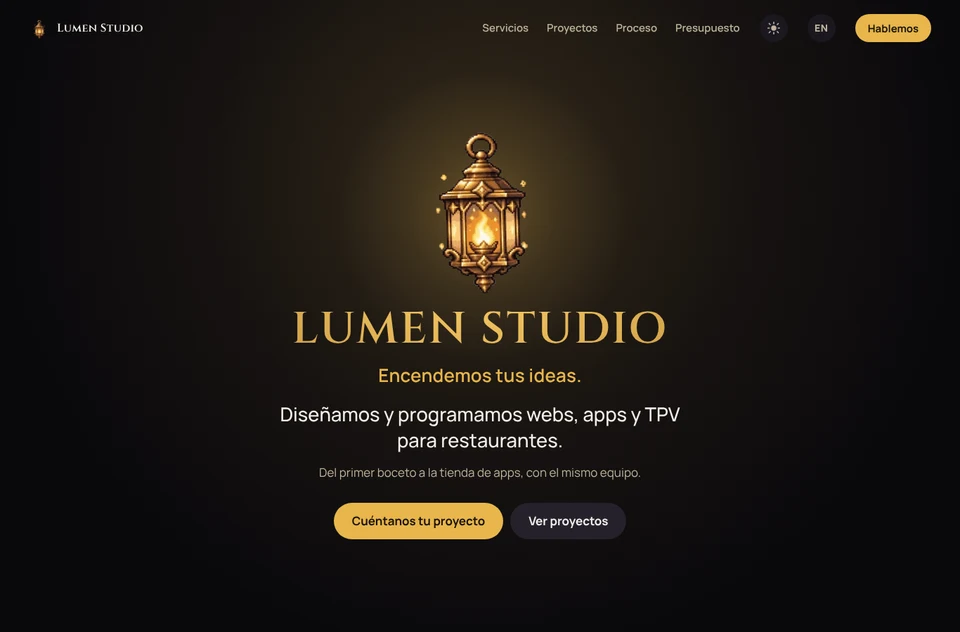 Lumen Studio
Servicios Proyectos Proceso Presupuesto EN Hablemos
LUMEN STUDIO
Encendemos tus ideas.
Diseñamos y programamos webs, apps y TPV
para restaurantes.
Del primer boceto a la tienda de apps, con el mismo equipo.
Cuéntanos tu proyecto Ver proyectos